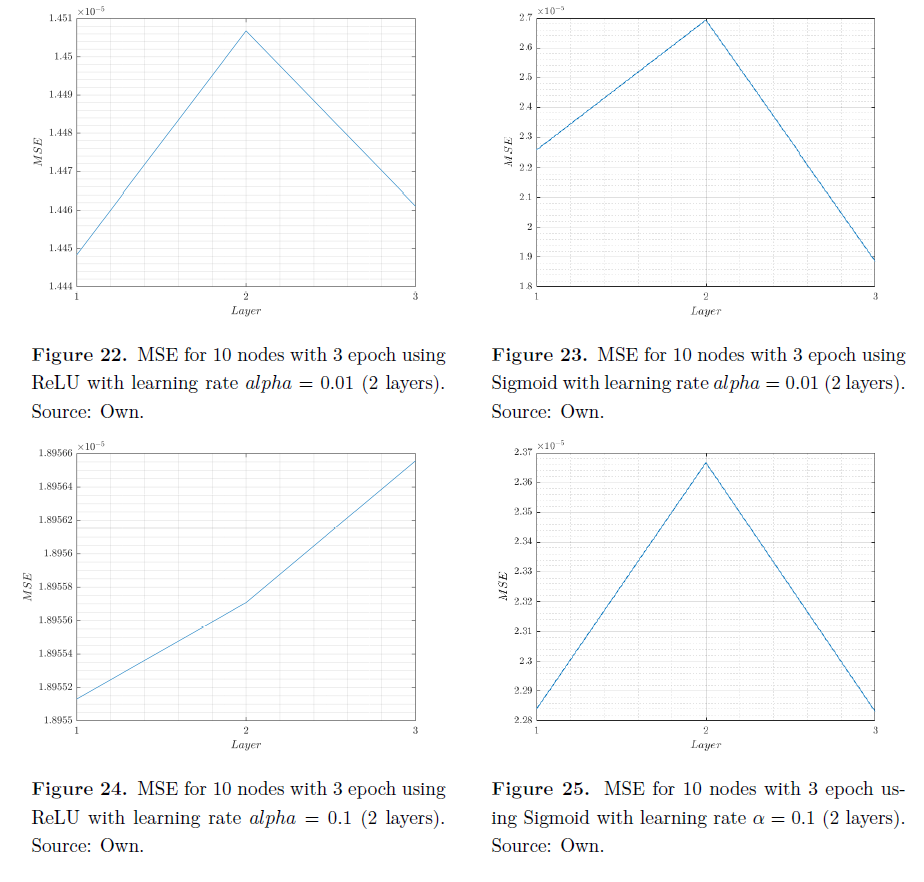 ×10⁻⁵
1.451
1.45
1.449
1.448
1.447
1.446
1.445
1.444
MSE
1 2 3
Layer
×10⁻⁵
2.7
2.6
2.5
2.4
2.3
2.2
2.1
2
1.9
1.8
MSE
1 2 3
Layer
Figure 22. MSE for 10 nodes with 3 epoch using
ReLU with learning rate alpha = 0.01 (2 layers).
Source: Own.
Figure 23. MSE for 10 nodes with 3 epoch using
Sigmoid with learning rate alpha = 0.01 (2 layers).
Source: Own.
×10⁻⁵
1.89566
1.89564
1.89562
1.8956
1.89558
1.89556
1.89554
1.89552
1.8955
MSE
1 2 3
Layer
×10⁻⁵
2.37
2.36
2.35
2.34
2.33
2.32
2.31
2.3
2.29
2.28
MSE
1 2 3
Layer
Figure 24. MSE for 10 nodes with 3 epoch using
ReLU with learning rate alpha = 0.1 (2 layers).
Source: Own.
Figure 25. MSE for 10 nodes with 3 epoch us-
ing Sigmoid with learning rate α = 0.1 (2 layers).
Source: Own.